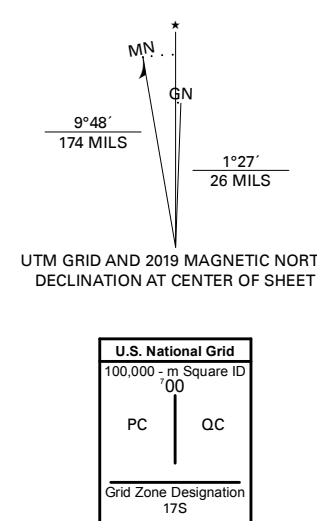 ★
MN
GN
9°48´
174 MILS
1°27´
26 MILS
UTM GRID AND 2019 MAGNETIC NORT
DECLINATION AT CENTER OF SHEET
U.S. National Grid
100,000 - m Square ID
⁷00
PC QC
Grid Zone Designation
17S